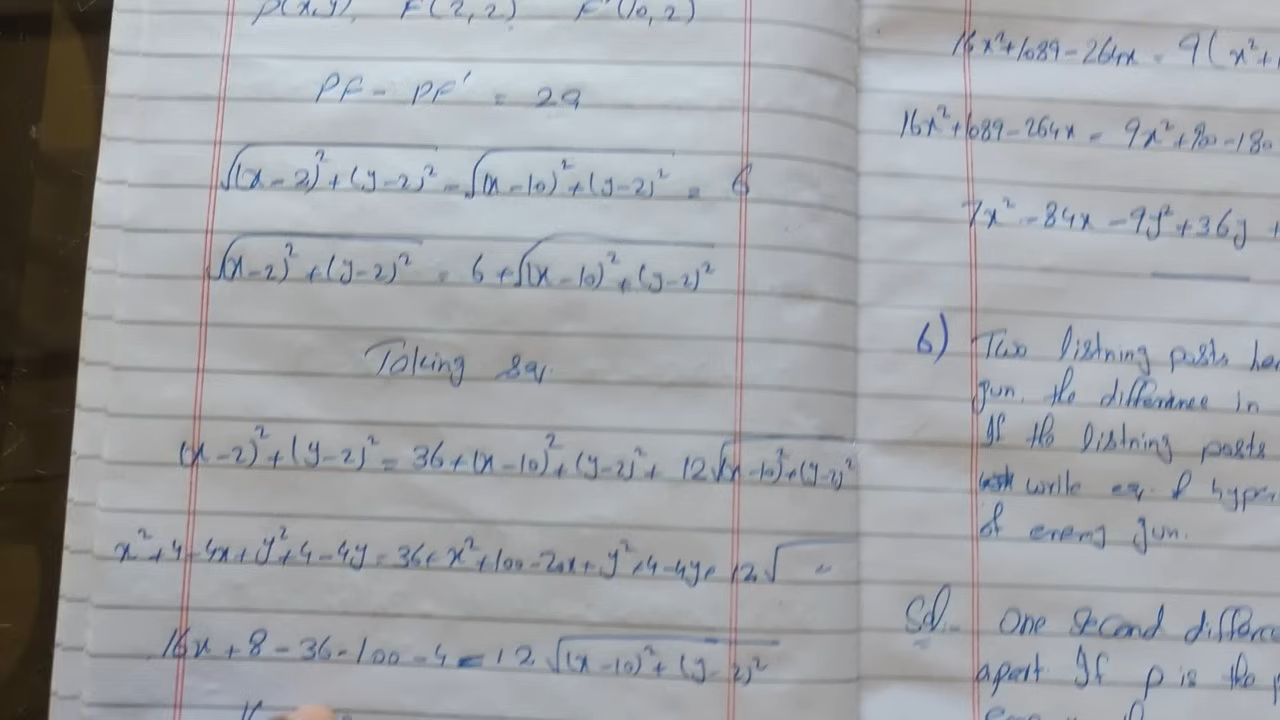 P(x,y), F(2,2) F'(10,2)
PF - PF' = 2a
√(x-2)²+(y-2)² - √(x-10)²+(y-2)² = 6
√(x-2)²+(y-2)² = 6+√(x-10)²+(y-2)²
Taking sq.
(x-2)²+(y-2)² = 36+(x-10)²+(y-2)²+ 12√(x-10)²+(y-2)²
x²+4-4x+y²+4-4y = 36+x²+100-20x+y²+4-4y+ 12√
16x+8-36-100-4 = 12√(x-10)²+(y-2)²
16x²+1089-264x = 9(x²+
16x²+1089-264x = 9x²+900-180
7x²-84x-9y²+36y +
6) Two listning posts
gun. the difference in
If the listning posts
write eq. of hyper
of enemy gun.
Sol. One second differ
apart If p is the